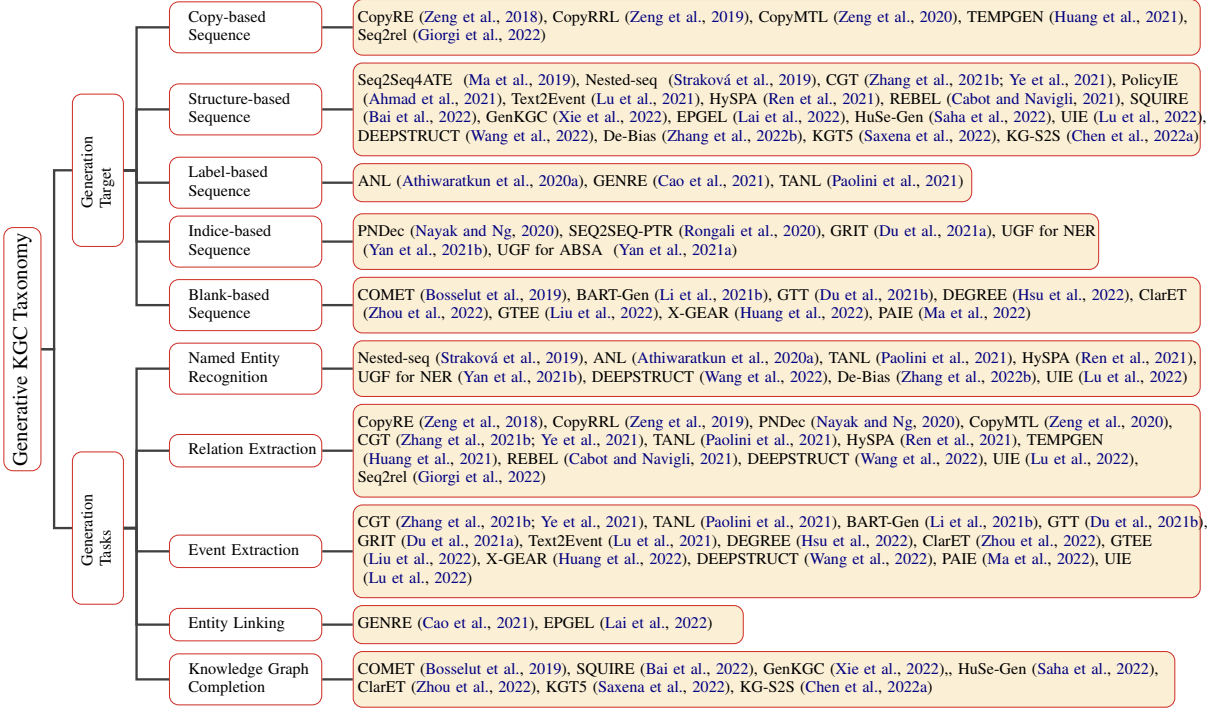 Generative KGC Taxonomy
Generation
Target
Copy-based
Sequence
CopyRE (Zeng et al., 2018), CopyRRL (Zeng et al., 2019), CopyMTL (Zeng et al., 2020), TEMPGEN (Huang et al., 2021),
Seq2rel (Giorgi et al., 2022)
Structure-based
Sequence
Seq2Seq4ATE (Ma et al., 2019), Nested-seq (Straková et al., 2019), CGT (Zhang et al., 2021b; Ye et al., 2021), PolicyIE
(Ahmad et al., 2021), Text2Event (Lu et al., 2021), HySPA (Ren et al., 2021), REBEL (Cabot and Navigli, 2021), SQUIRE
(Bai et al., 2022), GenKGC (Xie et al., 2022), EPGEL (Lai et al., 2022), HuSe-Gen (Saha et al., 2022), UIE (Lu et al., 2022),
DEEPSTRUCT (Wang et al., 2022), De-Bias (Zhang et al., 2022b), KGT5 (Saxena et al., 2022), KG-S2S (Chen et al., 2022a)
Label-based
Sequence
ANL (Athiwaratkun et al., 2020a), GENRE (Cao et al., 2021), TANL (Paolini et al., 2021)
Indice-based
Sequence
PNDec (Nayak and Ng, 2020), SEQ2SEQ-PTR (Rongali et al., 2020), GRIT (Du et al., 2021a), UGF for NER
(Yan et al., 2021b), UGF for ABSA (Yan et al., 2021a)
Blank-based
Sequence
COMET (Bosselut et al., 2019), BART-Gen (Li et al., 2021b), GTT (Du et al., 2021b), DEGREE (Hsu et al., 2022), ClarET
(Zhou et al., 2022), GTEE (Liu et al., 2022), X-GEAR (Huang et al., 2022), PAIE (Ma et al., 2022)
Generation
Tasks
Named Entity
Recognition
Nested-seq (Straková et al., 2019), ANL (Athiwaratkun et al., 2020a), TANL (Paolini et al., 2021), HySPA (Ren et al., 2021),
UGF for NER (Yan et al., 2021b), DEEPSTRUCT (Wang et al., 2022), De-Bias (Zhang et al., 2022b), UIE (Lu et al., 2022)
Relation Extraction
CopyRE (Zeng et al., 2018), CopyRRL (Zeng et al., 2019), PNDec (Nayak and Ng, 2020), CopyMTL (Zeng et al., 2020),
CGT (Zhang et al., 2021b; Ye et al., 2021), TANL (Paolini et al., 2021), HySPA (Ren et al., 2021), TEMPGEN
(Huang et al., 2021), REBEL (Cabot and Navigli, 2021), DEEPSTRUCT (Wang et al., 2022), UIE (Lu et al., 2022),
Seq2rel (Giorgi et al., 2022)
Event Extraction
CGT (Zhang et al., 2021b; Ye et al., 2021), TANL (Paolini et al., 2021), BART-Gen (Li et al., 2021b), GTT (Du et al., 2021b),
GRIT (Du et al., 2021a), Text2Event (Lu et al., 2021), DEGREE (Hsu et al., 2022), ClarET (Zhou et al., 2022), GTEE
(Liu et al., 2022), X-GEAR (Huang et al., 2022), DEEPSTRUCT (Wang et al., 2022), PAIE (Ma et al., 2022), UIE
(Lu et al., 2022)
Entity Linking
GENRE (Cao et al., 2021), EPGEL (Lai et al., 2022)
Knowledge Graph
Completion
COMET (Bosselut et al., 2019), SQUIRE (Bai et al., 2022), GenKGC (Xie et al., 2022),, HuSe-Gen (Saha et al., 2022),
ClarET (Zhou et al., 2022), KGT5 (Saxena et al., 2022), KG-S2S (Chen et al., 2022a)